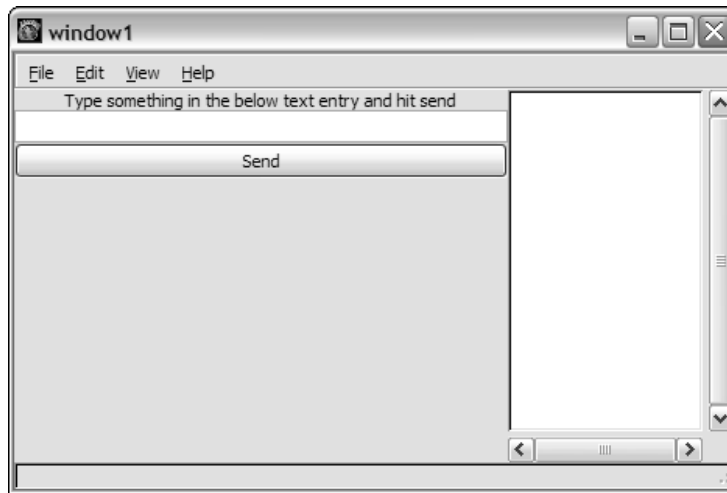 window1
File Edit View Help
Type something in the below text entry and hit send
Send